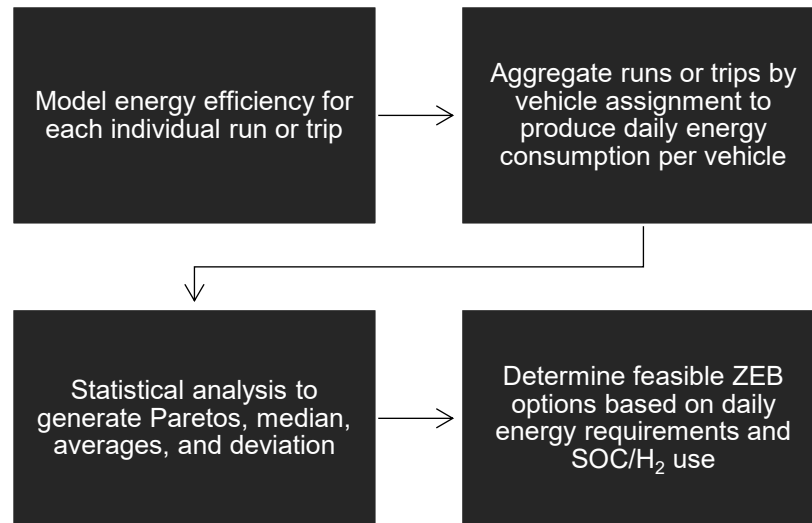 Model energy efficiency for
each individual run or trip
Aggregate runs or trips by
vehicle assignment to
produce daily energy
consumption per vehicle
Statistical analysis to
generate Paretos, median,
averages, and deviation
Determine feasible ZEB
options based on daily
energy requirements and
SOC/H₂ use